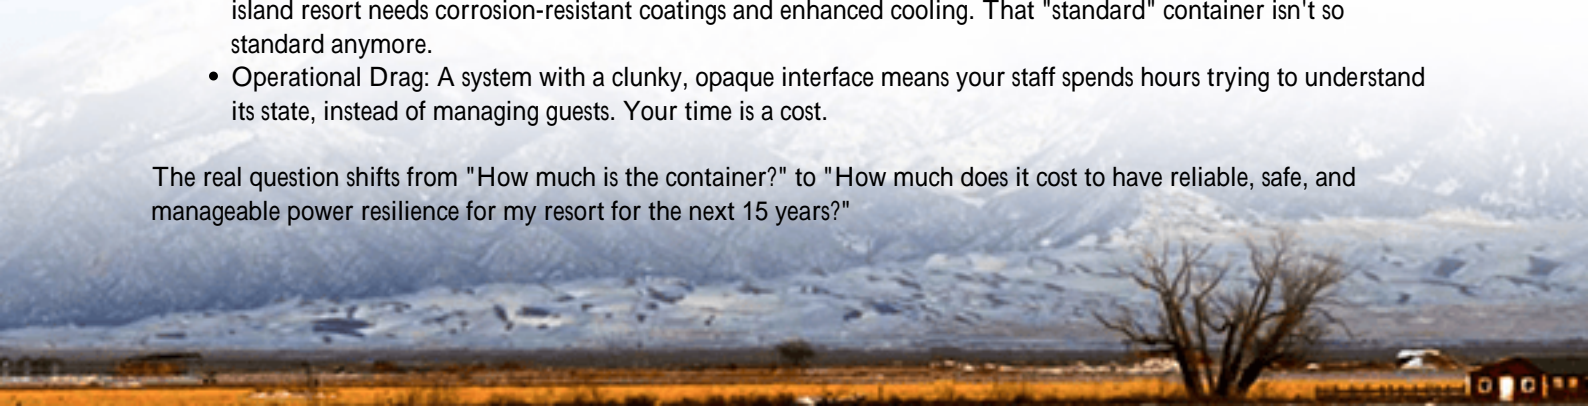 island resort needs corrosion-resistant coatings and enhanced cooling. That "standard" container isn't so
standard anymore.
• Operational Drag: A system with a clunky, opaque interface means your staff spends hours trying to understand
its state, instead of managing guests. Your time is a cost.
The real question shifts from "How much is the container?" to "How much does it cost to have reliable, safe, and
manageable power resilience for my resort for the next 15 years?"